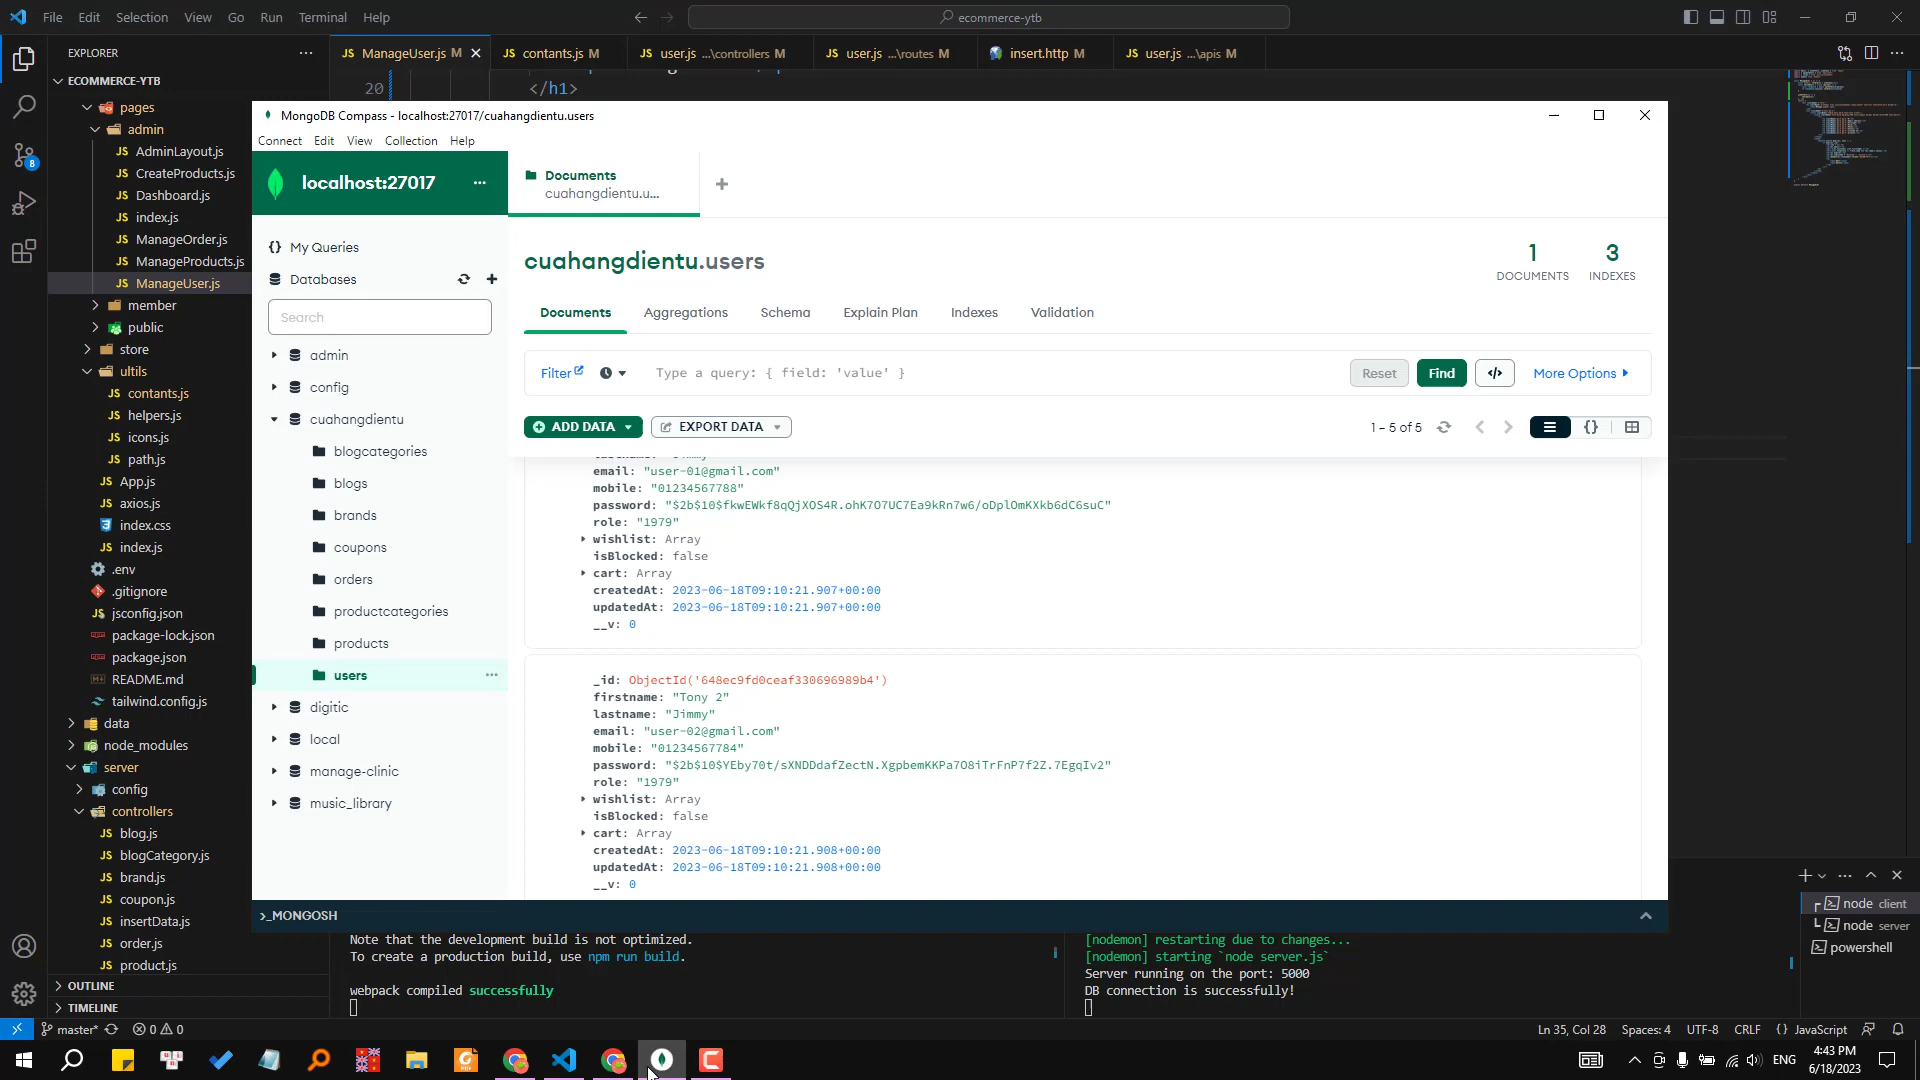 File Edit Selection View Go Run Terminal Help
ecommerce-ytb
EXPLORER
ManageUser.js M
contants.js M
user.js ...\controllers M
user.js ...\routes M
insert.http M
user.js ...\apis M
ECOMMERCE-YTB
20
</h1>
pages
admin
AdminLayout.js
CreateProducts.js
Dashboard.js
index.js
ManageOrder.js
ManageProducts.js
ManageUser.js
member
public
store
ultils
contants.js
helpers.js
icons.js
path.js
App.js
axios.js
index.css
index.js
.env
.gitignore
jsconfig.json
package-lock.json
package.json
README.md
tailwind.config.js
data
node_modules
server
config
controllers
blog.js
blogCategory.js
brand.js
coupon.js
insertData.js
order.js
product.js
OUTLINE
TIMELINE
MongoDB Compass - localhost:27017/cuahangdientu.users
Connect Edit View Collection Help
localhost:27017
Documents
cuahangdientu.u...
My Queries
Databases
Search
admin
config
cuahangdientu
blogcategories
blogs
brands
coupons
orders
productcategories
products
users
digitic
local
manage-clinic
music_library
cuahangdientu.users
1
DOCUMENTS
3
INDEXES
Documents Aggregations Schema Explain Plan Indexes Validation
Filter
Type a query: { field: 'value' }
Reset
Find
More Options
ADD DATA
EXPORT DATA
1 – 5 of 5
email: "user-01@gmail.com"
mobile: "01234567788"
password: "$2b$10$fkwEWkf8qQjXOS4R.ohK7O7UC7Ea9kRn7w6/oDplOmKXkb6dC6suC"
role: "1979"
wishlist: Array
isBlocked: false
cart: Array
createdAt: 2023-06-18T09:10:21.907+00:00
updatedAt: 2023-06-18T09:10:21.907+00:00
__v: 0
_id: ObjectId('648ec9fd0ceaf330696989b4')
firstname: "Tony 2"
lastname: "Jimmy"
email: "user-02@gmail.com"
mobile: "01234567784"
password: "$2b$10$YEby70t/sXNDDdafZectN.XgpbemKKPa7O8iTrFnP7f2Z.7EgqIv2"
role: "1979"
wishlist: Array
isBlocked: false
cart: Array
createdAt: 2023-06-18T09:10:21.908+00:00
updatedAt: 2023-06-18T09:10:21.908+00:00
__v: 0
>_MONGOSH
Note that the development build is not optimized.
To create a production build, use npm run build.
webpack compiled successfully
[nodemon] restarting due to changes...
[nodemon] starting `node server.js`
Server running on the port: 5000
DB connection is successfully!
node client
node server
powershell
master*
0 0
Ln 35, Col 28
Spaces: 4
UTF-8
CRLF
{ } JavaScript
ENG
4:43 PM
6/18/2023